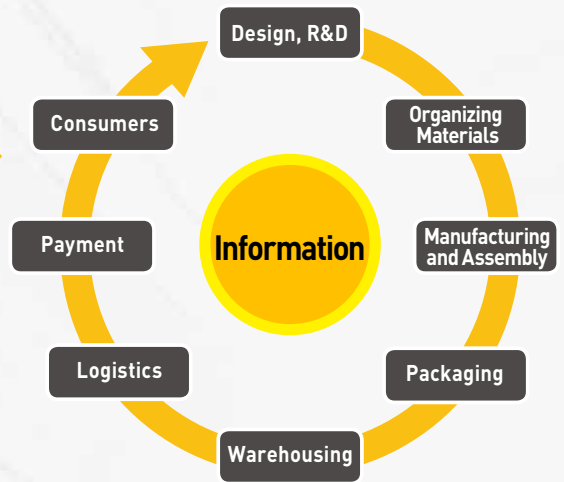 Design, R&D
Organizing
Materials
Manufacturing
and Assembly
Packaging
Warehousing
Logistics
Payment
Consumers
Information